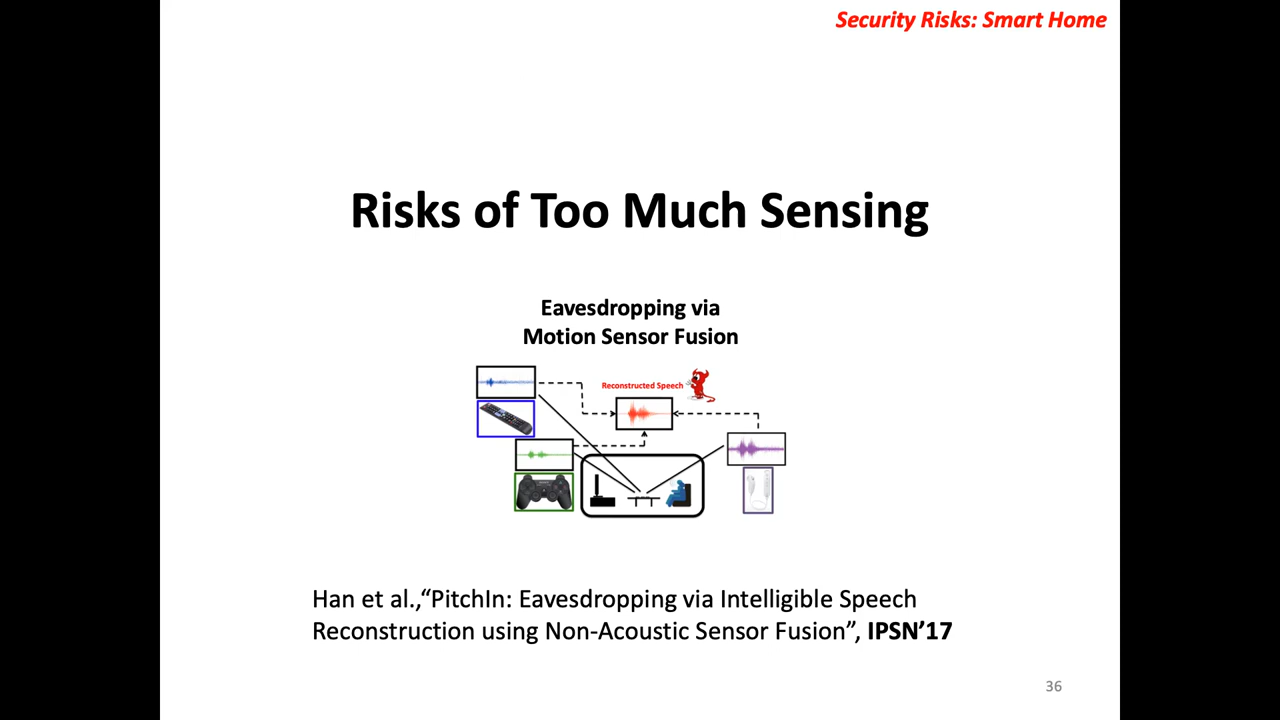 Security Risks: Smart Home
Risks of Too Much Sensing
Eavesdropping via
Motion Sensor Fusion
Reconstructed Speech
Han et al.,“PitchIn: Eavesdropping via Intelligible Speech
Reconstruction using Non-Acoustic Sensor Fusion”, IPSN’17
36